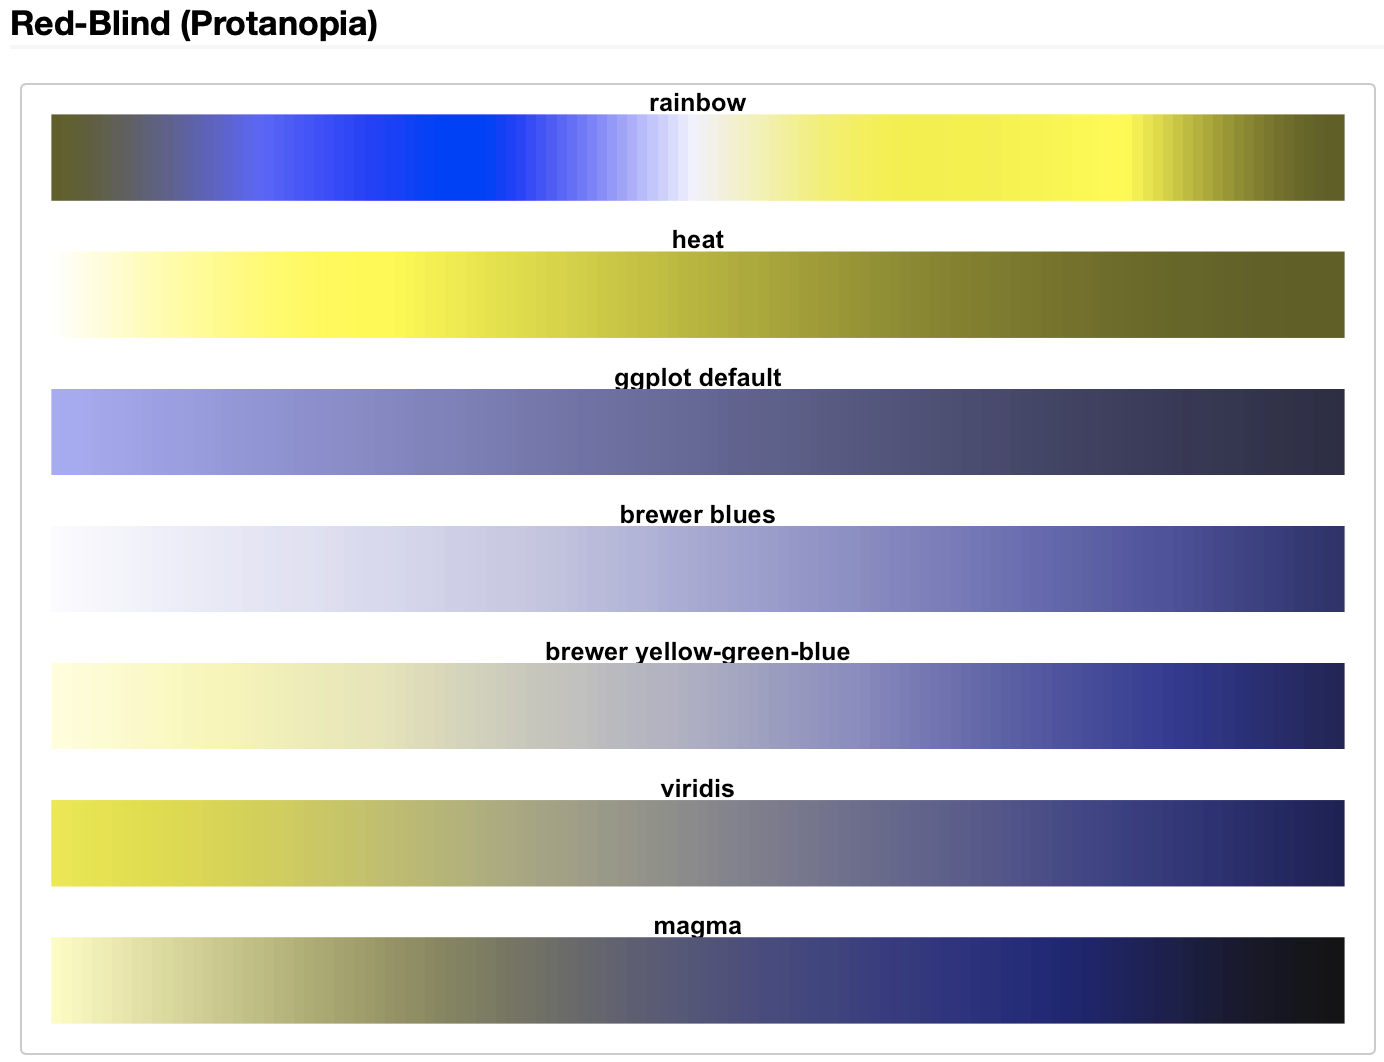 Red-Blind (Protanopia)
rainbow
heat
ggplot default
brewer blues
brewer yellow-green-blue
viridis
magma